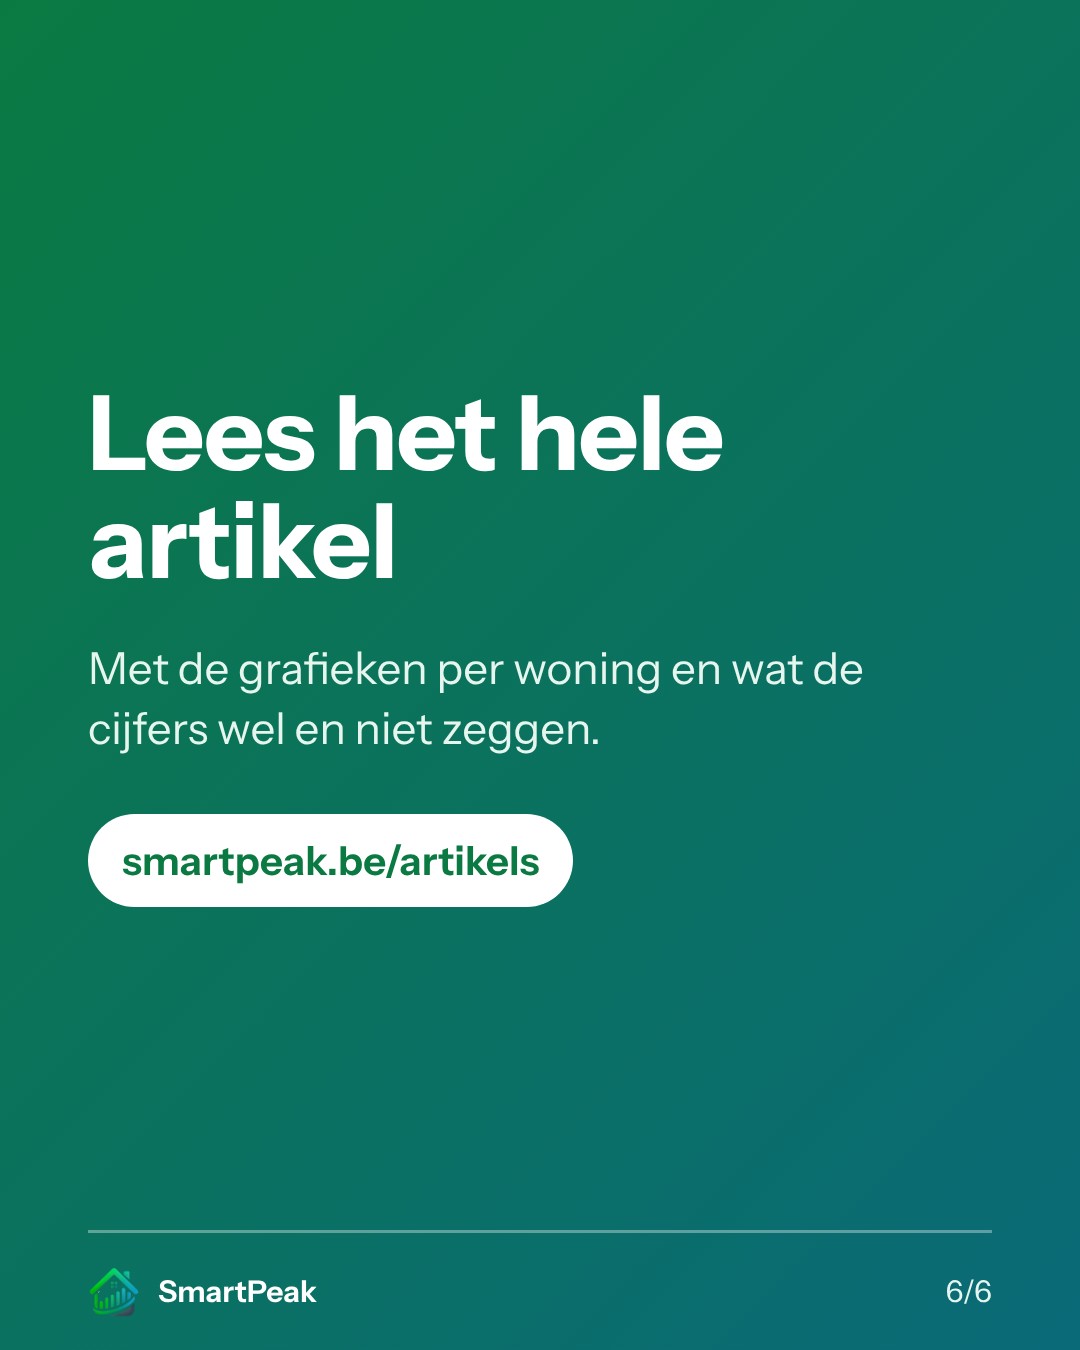 Lees het hele
artikel
Met de grafieken per woning en wat de
cijfers wel en niet zeggen.
smartpeak.be/artikels
SmartPeak
6/6